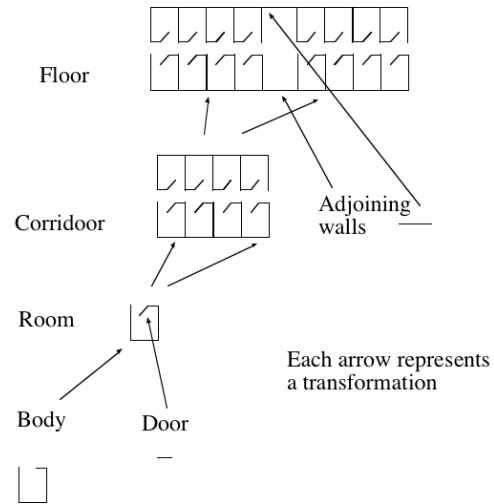 Floor
Adjoining
walls
Corridoor
Room
Each arrow represents
a transformation
Body
Door